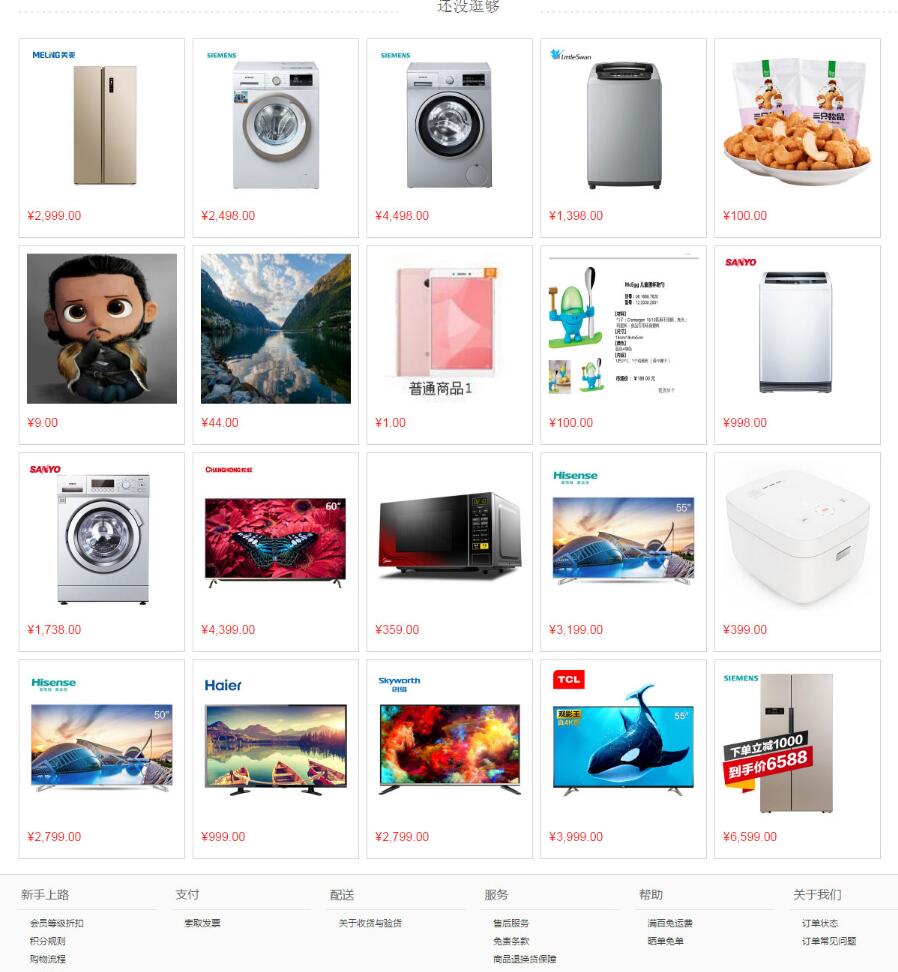 还没逛够
MELING美菱
SIEMENS
SIEMENS
LittleSwan
三只松鼠
三只松鼠
¥2,999.00
¥2,498.00
¥4,498.00
¥1,398.00
¥100.00
普通商品1
SANYO
¥9.00
¥44.00
¥1.00
¥100.00
¥998.00
SANYO
CHANGHONG长虹
60"
Hisense
55"
¥1,738.00
¥4,399.00
¥359.00
¥3,199.00
¥399.00
Hisense
50"
Haier
Skyworth
创维
TCL
观影王
真4K
55"
SIEMENS
下单立减1000
到手价6588
¥2,799.00
¥999.00
¥2,799.00
¥3,999.00
¥6,599.00
新手上路
支付
配送
服务
帮助
关于我们
会员等级折扣
索取发票
关于收货与验货
售后服务
满百免运费
订单状态
积分规则
免责条款
晒单免单
订单常见问题
购物流程
商品退换货保障